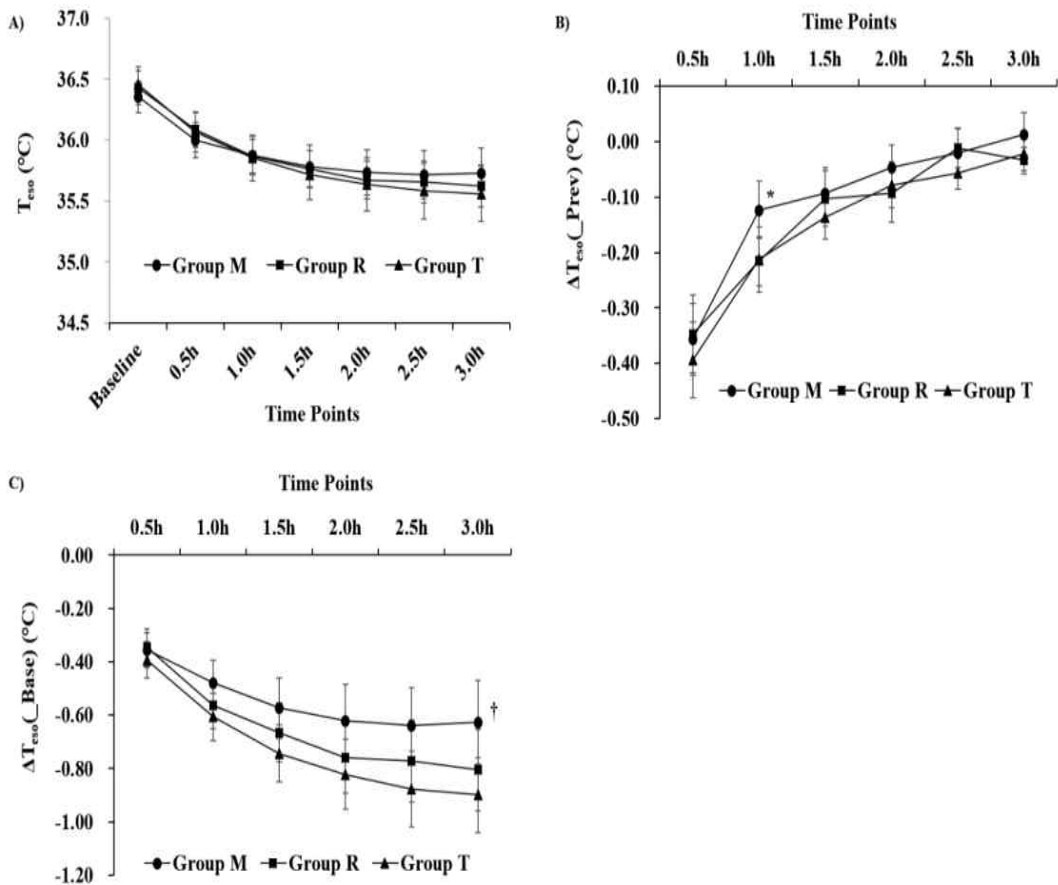 A)
37.0
36.5
36.0
35.5
35.0
34.5
Teso (°C)
Group M Group R Group T
Baseline 0.5h 1.0h 1.5h 2.0h 2.5h 3.0h
Time Points
B)
Time Points
0.5h 1.0h 1.5h 2.0h 2.5h 3.0h
0.10
0.00
-0.10
-0.20
-0.30
-0.40
-0.50
ΔTeso(_Prev) (°C)
*
Group M Group R Group T
C)
Time Points
0.5h 1.0h 1.5h 2.0h 2.5h 3.0h
0.00
-0.20
-0.40
-0.60
-0.80
-1.00
-1.20
ΔTeso(_Base) (°C)
†
Group M Group R Group T